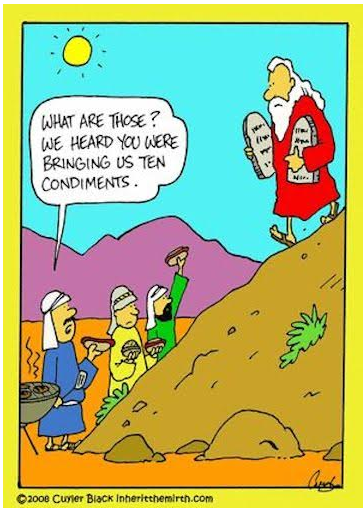 WHAT ARE THOSE?
WE HEARD YOU WERE
BRINGING US TEN
CONDIMENTS.
©2008 Cuyler Black inheritthemirth.com